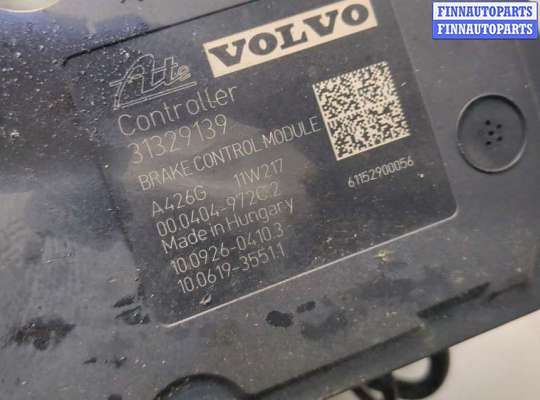 FINNAUTOPARTS
FINNAUTOPARTS
Ate
VOLVO
Controller
31329139
BRAKE CONTROL MODULE
A426G 11W217
00.0404-972C.2
Made in Hungary
10.0926-0410.3
10.0619-3551.1
61152900056